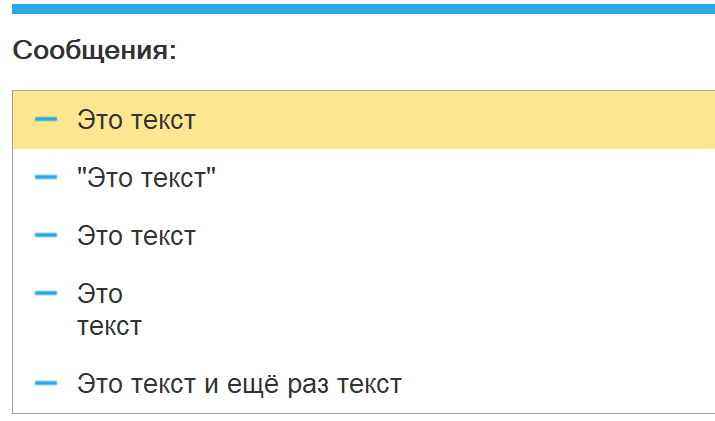 Сообщения:
Это текст
"Это текст"
Это текст
Это
текст
Это текст и ещё раз текст